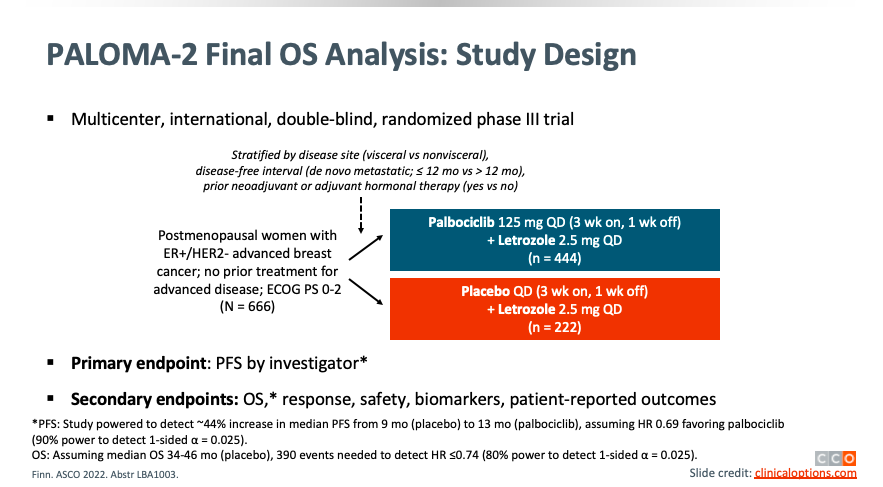 PALOMA-2 Final OS Analysis: Study Design
▪ Multicenter, international, double-blind, randomized phase III trial
Stratified by disease site (visceral vs nonvisceral),
disease-free interval (de novo metastatic; ≤ 12 mo vs > 12 mo),
prior neoadjuvant or adjuvant hormonal therapy (yes vs no)
Postmenopausal women with
ER+/HER2- advanced breast
cancer; no prior treatment for
advanced disease; ECOG PS 0-2
(N = 666)
Palbociclib 125 mg QD (3 wk on, 1 wk off)
+ Letrozole 2.5 mg QD
(n = 444)
Placebo QD (3 wk on, 1 wk off)
+ Letrozole 2.5 mg QD
(n = 222)
▪ Primary endpoint: PFS by investigator*
▪ Secondary endpoints: OS,* response, safety, biomarkers, patient-reported outcomes
*PFS: Study powered to detect ~44% increase in median PFS from 9 mo (placebo) to 13 mo (palbociclib), assuming HR 0.69 favoring palbociclib
(90% power to detect 1-sided α = 0.025).
OS: Assuming median OS 34-46 mo (placebo), 390 events needed to detect HR ≤0.74 (80% power to detect 1-sided α = 0.025).
Finn. ASCO 2022. Abstr LBA1003.
CCO
Slide credit: clinicaloptions.com